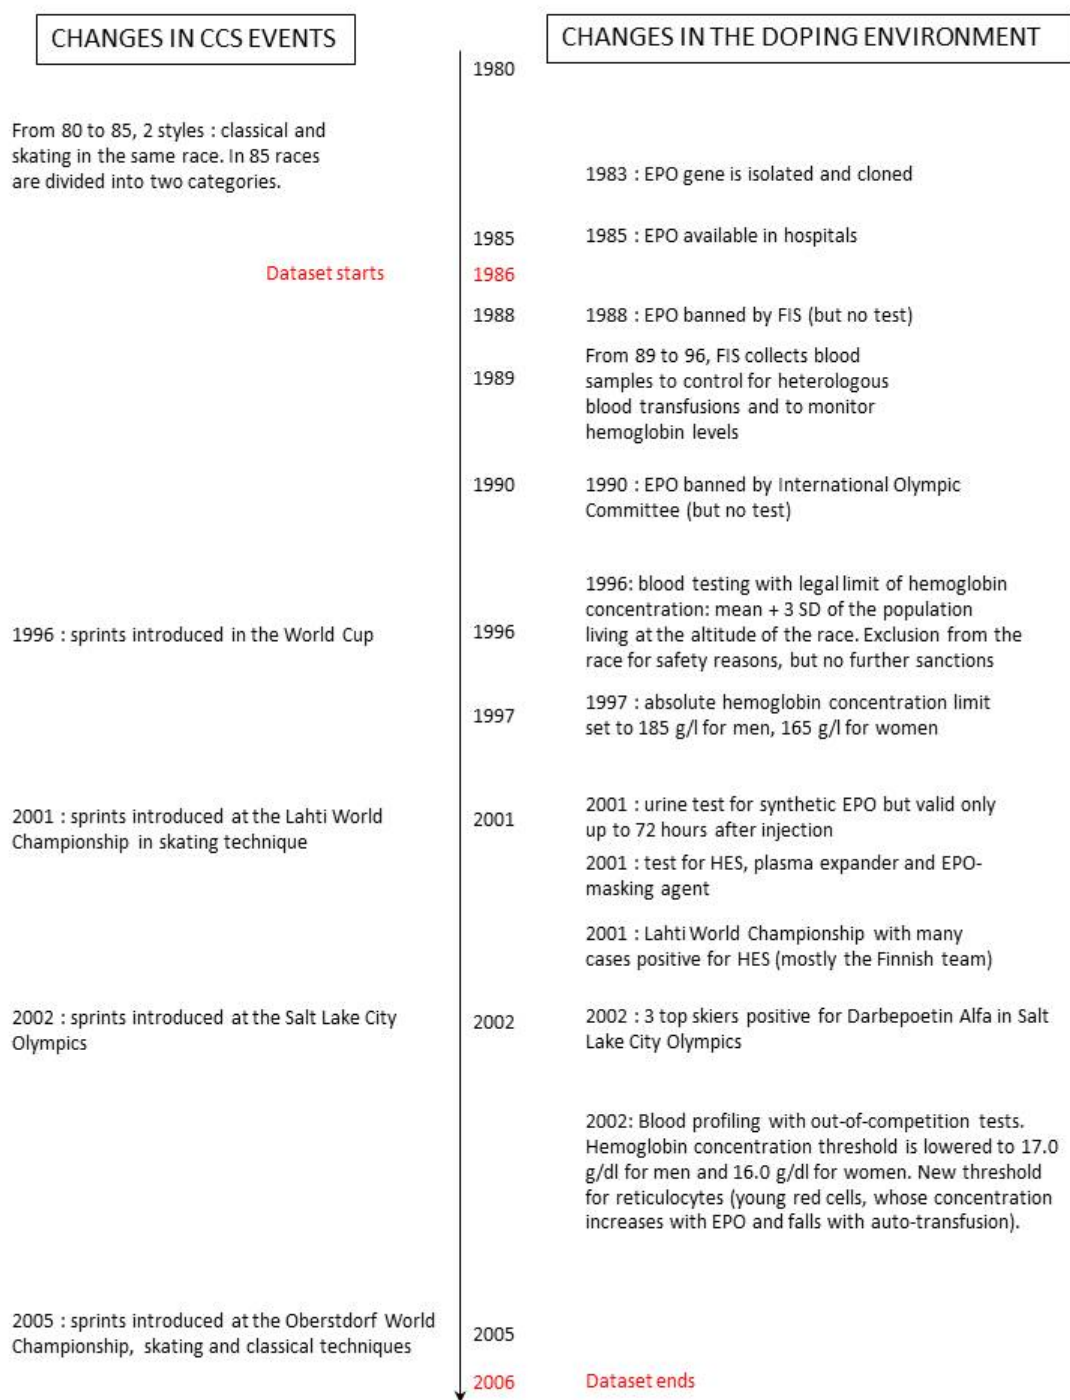 CHANGES IN CCS EVENTS
CHANGES IN THE DOPING ENVIRONMENT
1980
From 80 to 85, 2 styles : classical and
skating in the same race. In 85 races
are divided into two categories.
1983 : EPO gene is isolated and cloned
1985
1985 : EPO available in hospitals
Dataset starts
1986
1988
1988 : EPO banned by FIS (but no test)
1989
From 89 to 96, FIS collects blood
samples to control for heterologous
blood transfusions and to monitor
hemoglobin levels
1990
1990 : EPO banned by International Olympic
Committee (but no test)
1996 : sprints introduced in the World Cup
1996
1996: blood testing with legal limit of hemoglobin
concentration: mean + 3 SD of the population
living at the altitude of the race. Exclusion from the
race for safety reasons, but no further sanctions
1997
1997 : absolute hemoglobin concentration limit
set to 185 g/l for men, 165 g/l for women
2001 : sprints introduced at the Lahti World
Championship in skating technique
2001
2001 : urine test for synthetic EPO but valid only
up to 72 hours after injection
2001 : test for HES, plasma expander and EPO-
masking agent
2001 : Lahti World Championship with many
cases positive for HES (mostly the Finnish team)
2002 : sprints introduced at the Salt Lake City
Olympics
2002
2002 : 3 top skiers positive for Darbepoetin Alfa in Salt
Lake City Olympics
2002: Blood profiling with out-of-competition tests.
Hemoglobin concentration threshold is lowered to 17.0
g/dl for men and 16.0 g/dl for women. New threshold
for reticulocytes (young red cells, whose concentration
increases with EPO and falls with auto-transfusion).
2005 : sprints introduced at the Oberstdorf World
Championship, skating and classical techniques
2005
2006
Dataset ends